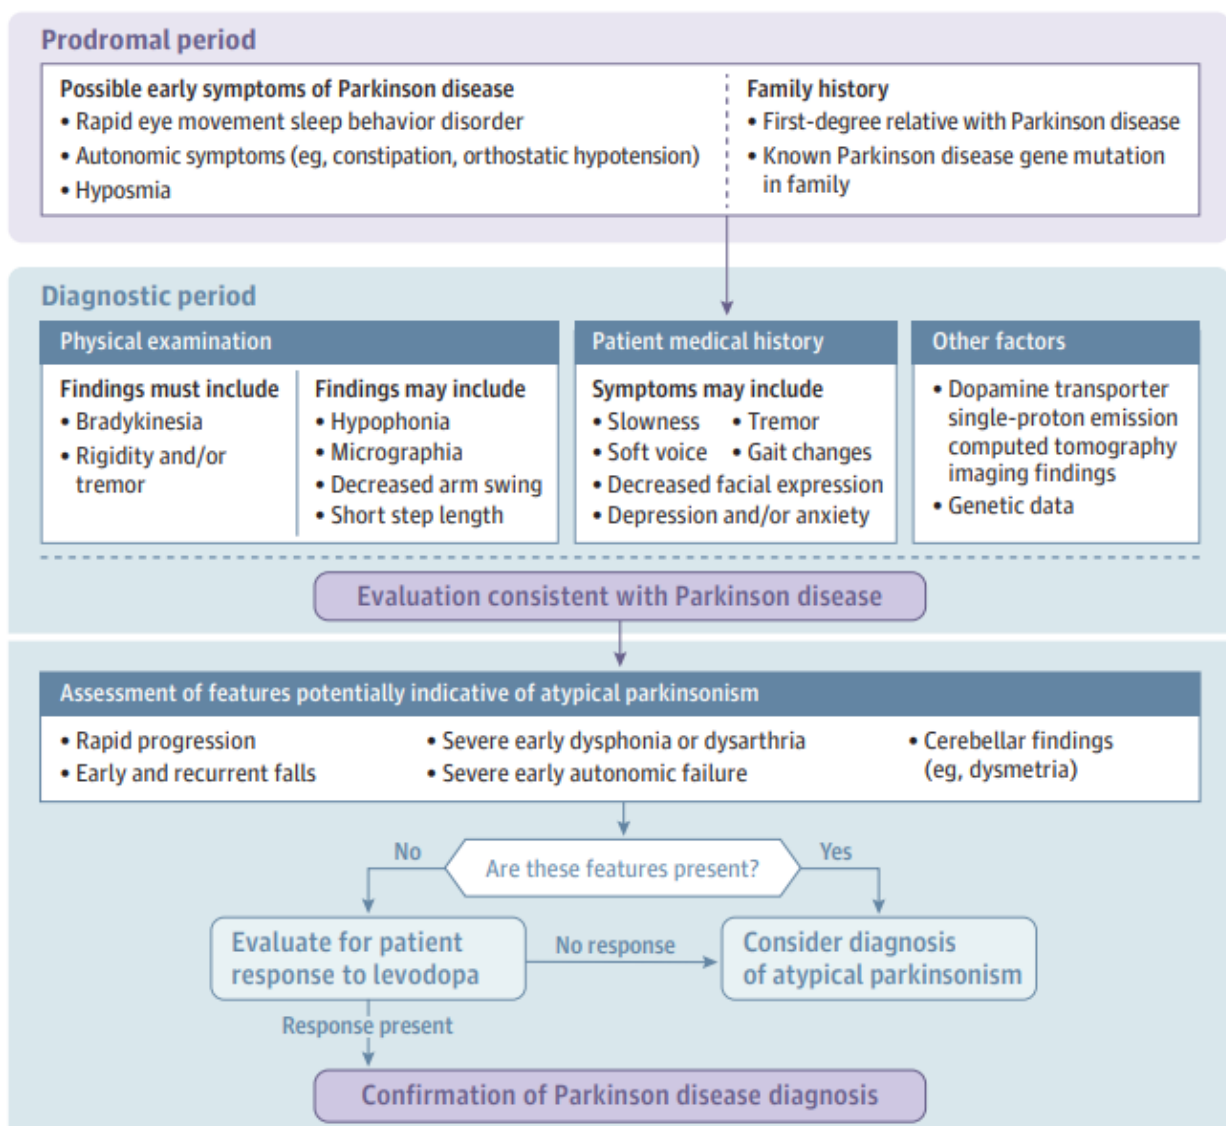 Prodromal period
Possible early symptoms of Parkinson disease
• Rapid eye movement sleep behavior disorder
• Autonomic symptoms (eg, constipation, orthostatic hypotension)
• Hyposmia
Family history
• First-degree relative with Parkinson disease
• Known Parkinson disease gene mutation
in family
Diagnostic period
Physical examination
Findings must include
• Bradykinesia
• Rigidity and/or
tremor
Findings may include
• Hypophonia
• Micrographia
• Decreased arm swing
• Short step length
Patient medical history
Symptoms may include
• Slowness • Tremor
• Soft voice • Gait changes
• Decreased facial expression
• Depression and/or anxiety
Other factors
• Dopamine transporter
single-proton emission
computed tomography
imaging findings
• Genetic data
Evaluation consistent with Parkinson disease
Assessment of features potentially indicative of atypical parkinsonism
• Rapid progression
• Early and recurrent falls
• Severe early dysphonia or dysarthria
• Severe early autonomic failure
• Cerebellar findings
(eg, dysmetria)
No
Are these features present?
Yes
Evaluate for patient
response to levodopa
No response
Consider diagnosis
of atypical parkinsonism
Response present
Confirmation of Parkinson disease diagnosis